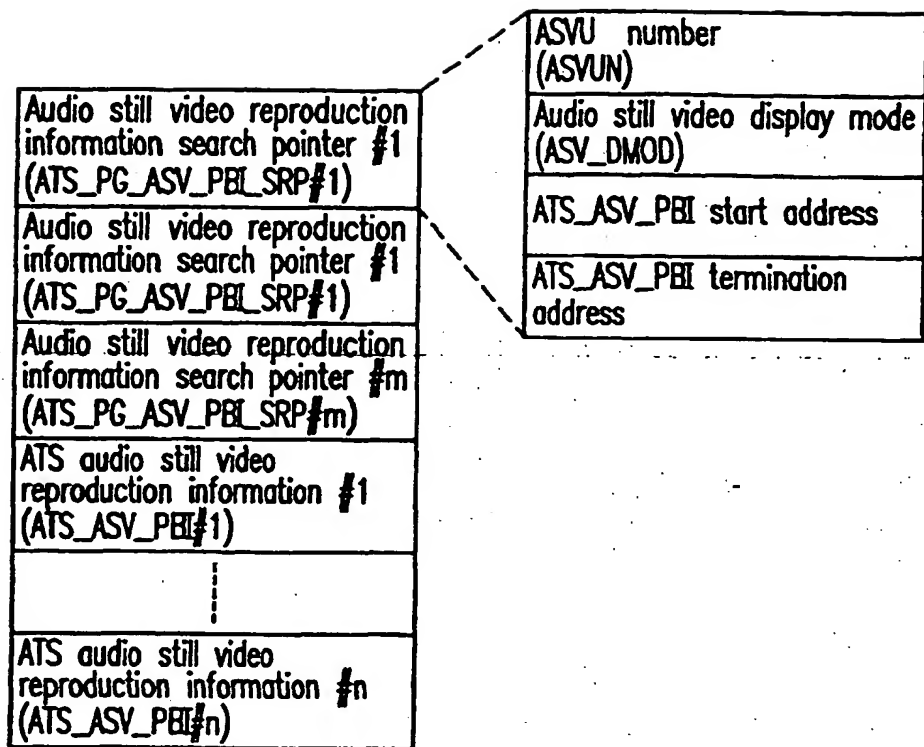 Audio still video reproduction
information search pointer #1
(ATS_PG_ASV_PBI_SRP#1)
Audio still video reproduction
information search pointer #1
(ATS_PG_ASV_PBI_SRP#1)
Audio still video reproduction
information search pointer #m
(ATS_PG_ASV_PBI_SRP#m)
ATS audio still video
reproduction information #1
(ATS_ASV_PBI#1)
ATS audio still video
reproduction information #n
(ATS_ASV_PBI#n)
ASVU number
(ASVUN)
Audio still video display mode
(ASV_DMOD)
ATS_ASV_PBI start address
ATS_ASV_PBI termination
address